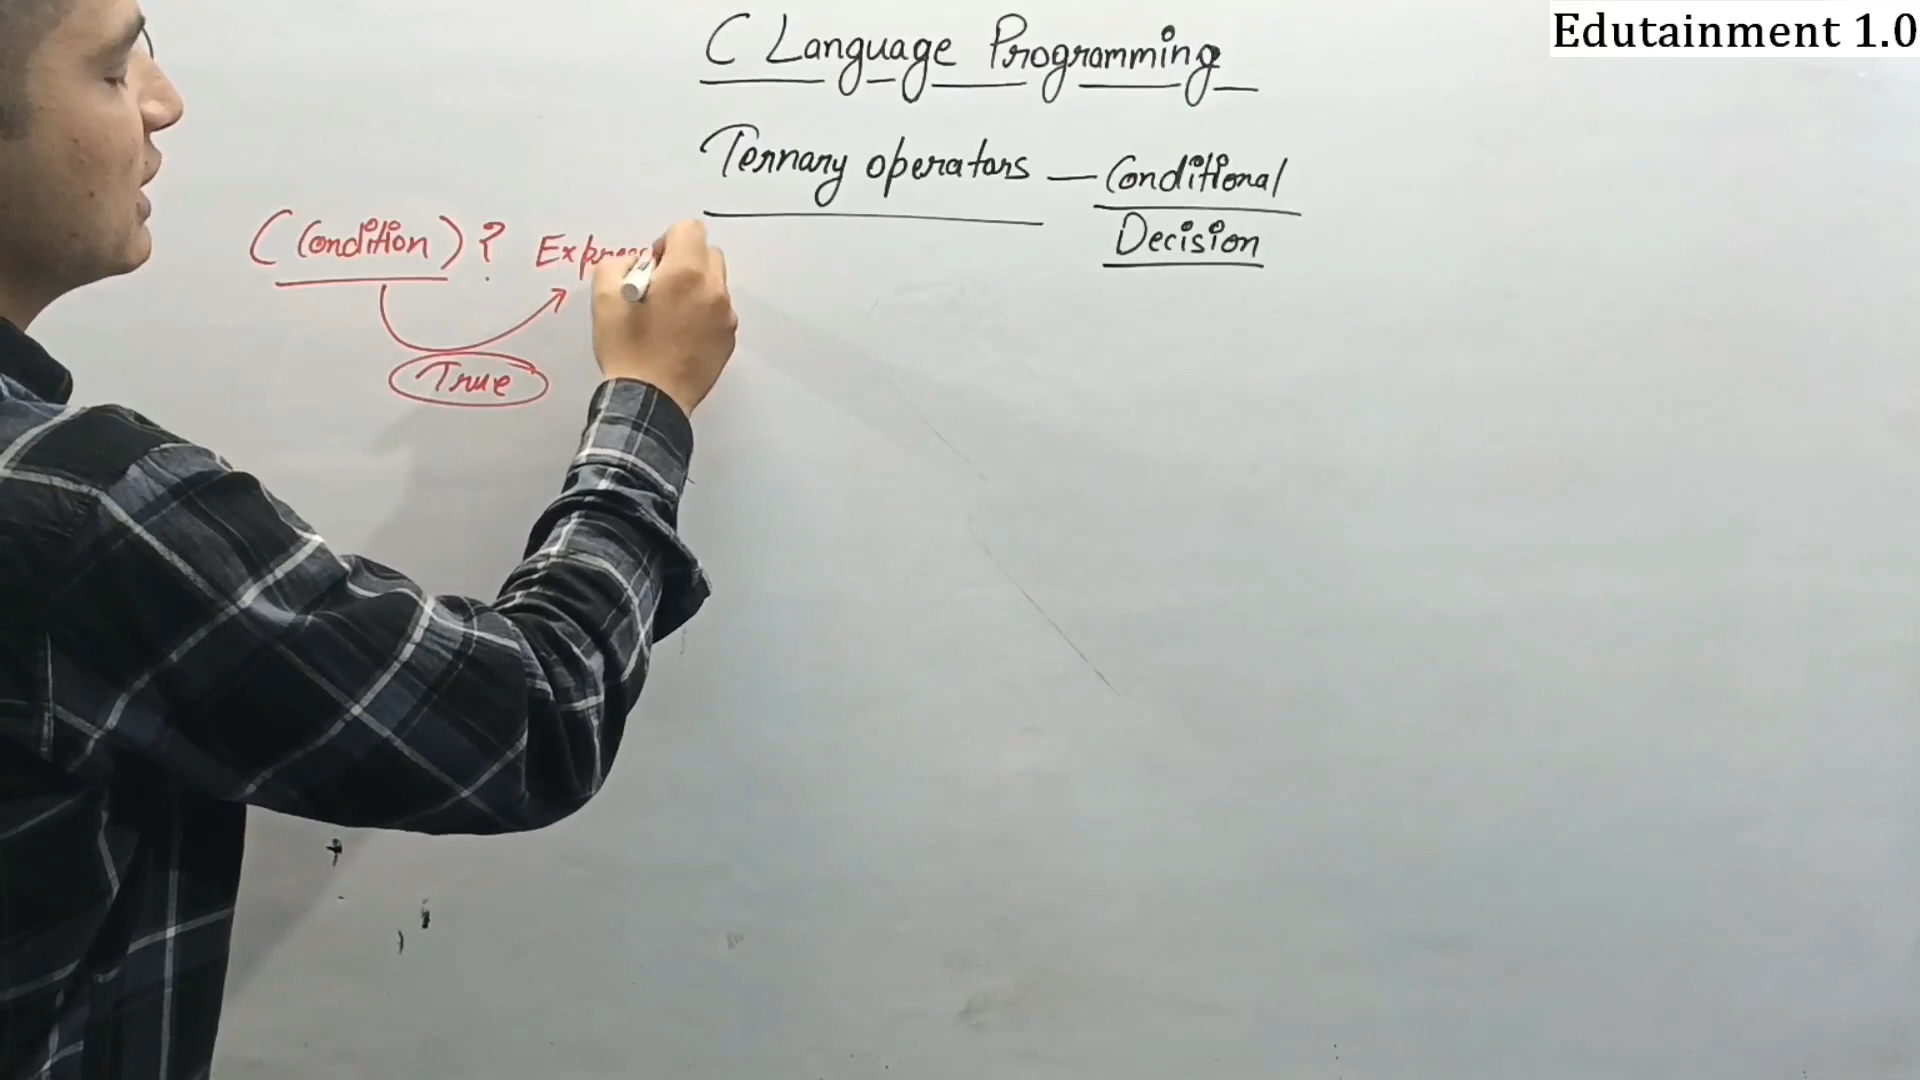 Edutainment 1.0
C Language Programming
Ternary operators — Conditional
Decision
(Condition) ?
True